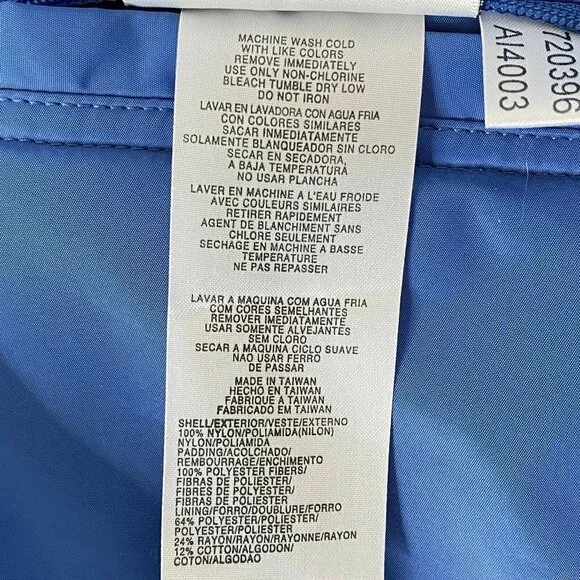 MACHINE WASH COLD
WITH LIKE COLORS
REMOVE IMMEDIATELY
USE ONLY NON-CHLORINE
BLEACH TUMBLE DRY LOW
DO NOT IRON
LAVAR EN LAVADORA CON AGUA FRIA
CON COLORES SIMILARES
SACAR INMEDIATAMENTE
SOLAMENTE BLANQUEADOR SIN CLORO
SECAR EN SECADORA,
A BAJA TEMPERATURA
NO USAR PLANCHA
LAVER EN MACHINE A L'EAU FROIDE
AVEC COULEURS SIMILAIRES
RETIRER RAPIDEMENT
AGENT DE BLANCHIMENT SANS
CHLORE SEULEMENT
SECHAGE EN MACHINE A BASSE
TEMPERATURE
NE PAS REPASSER
LAVAR A MAQUINA COM AGUA FRIA
COM CORES SEMELHANTES
REMOVER IMEDIATAMENTE
USAR SOMENTE ALVEJANTES
SEM CLORO
SECAR A MAQUINA CICLO SUAVE
NAO USAR FERRO
DE PASSAR
MADE IN TAIWAN
HECHO EN TAIWAN
FABRIQUE A TAIWAN
FABRICADO EM TAIWAN
SHELL/EXTERIOR/VESTE/EXTERNO
100% NYLON/POLIAMIDA(NILON)
NYLON/POLIAMIDA
PADDING/ACOLCHADO/
REMBOURRAGE/ENCHIMENTO
100% POLYESTER FIBERS/
FIBRAS DE POLIESTER/
FIBRES DE POLYESTER/
FIBRAS DE POLIESTER
LINING/FORRO/DOUBLURE/FORRO
64% POLYESTER/POLIESTER/
POLYESTER/POLIESTER
24% RAYON/RAYON/RAYONNE/RAYON
12% COTTON/ALGODON/
COTON/ALGODAO
720396
AI4003